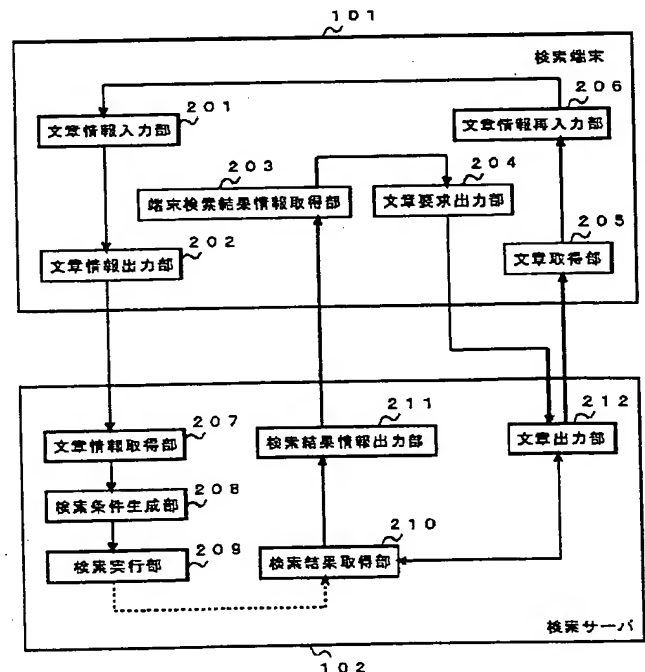 101
検索端末
201
206
文章情報入力部
文章情報再入力部
203
204
端末検索結果情報取得部
文章要求出力部
202
205
文章情報出力部
文章取得部
211
212
207
文章情報取得部
検索結果情報出力部
文章出力部
208
検索条件生成部
210
209
検索実行部
検索結果取得部
検索サーバ
102